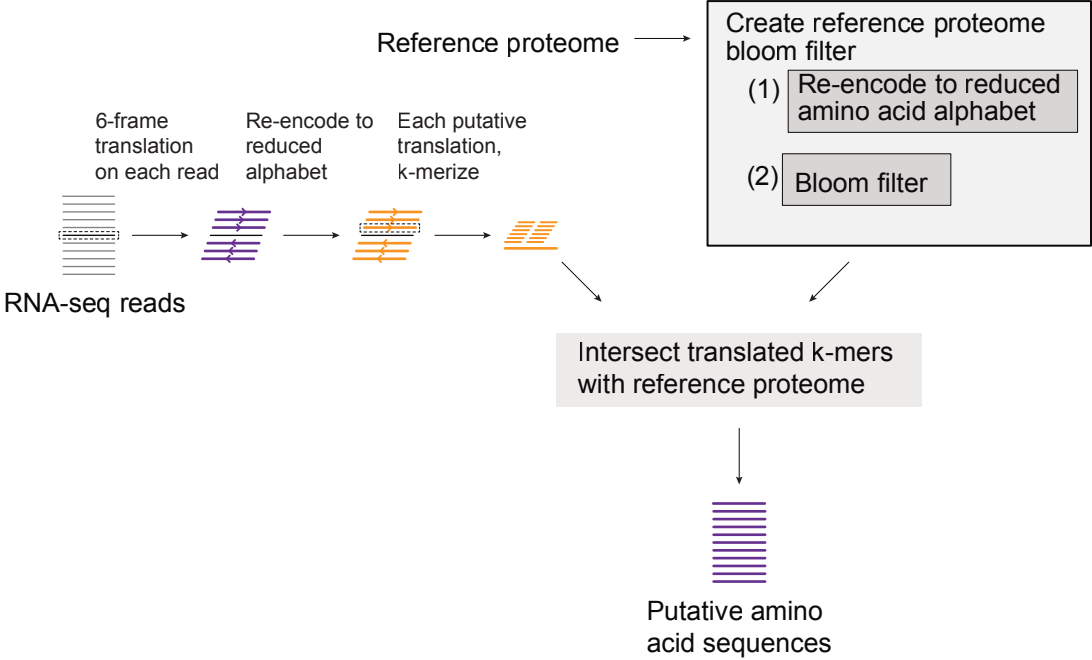 Reference proteome
Create reference proteome
bloom filter
(1)
Re-encode to reduced
amino acid alphabet
(2)
Bloom filter
6-frame
translation
on each read
Re-encode to
reduced
alphabet
Each putative
translation,
k-merize
RNA-seq reads
Intersect translated k-mers
with reference proteome
Putative amino
acid sequences